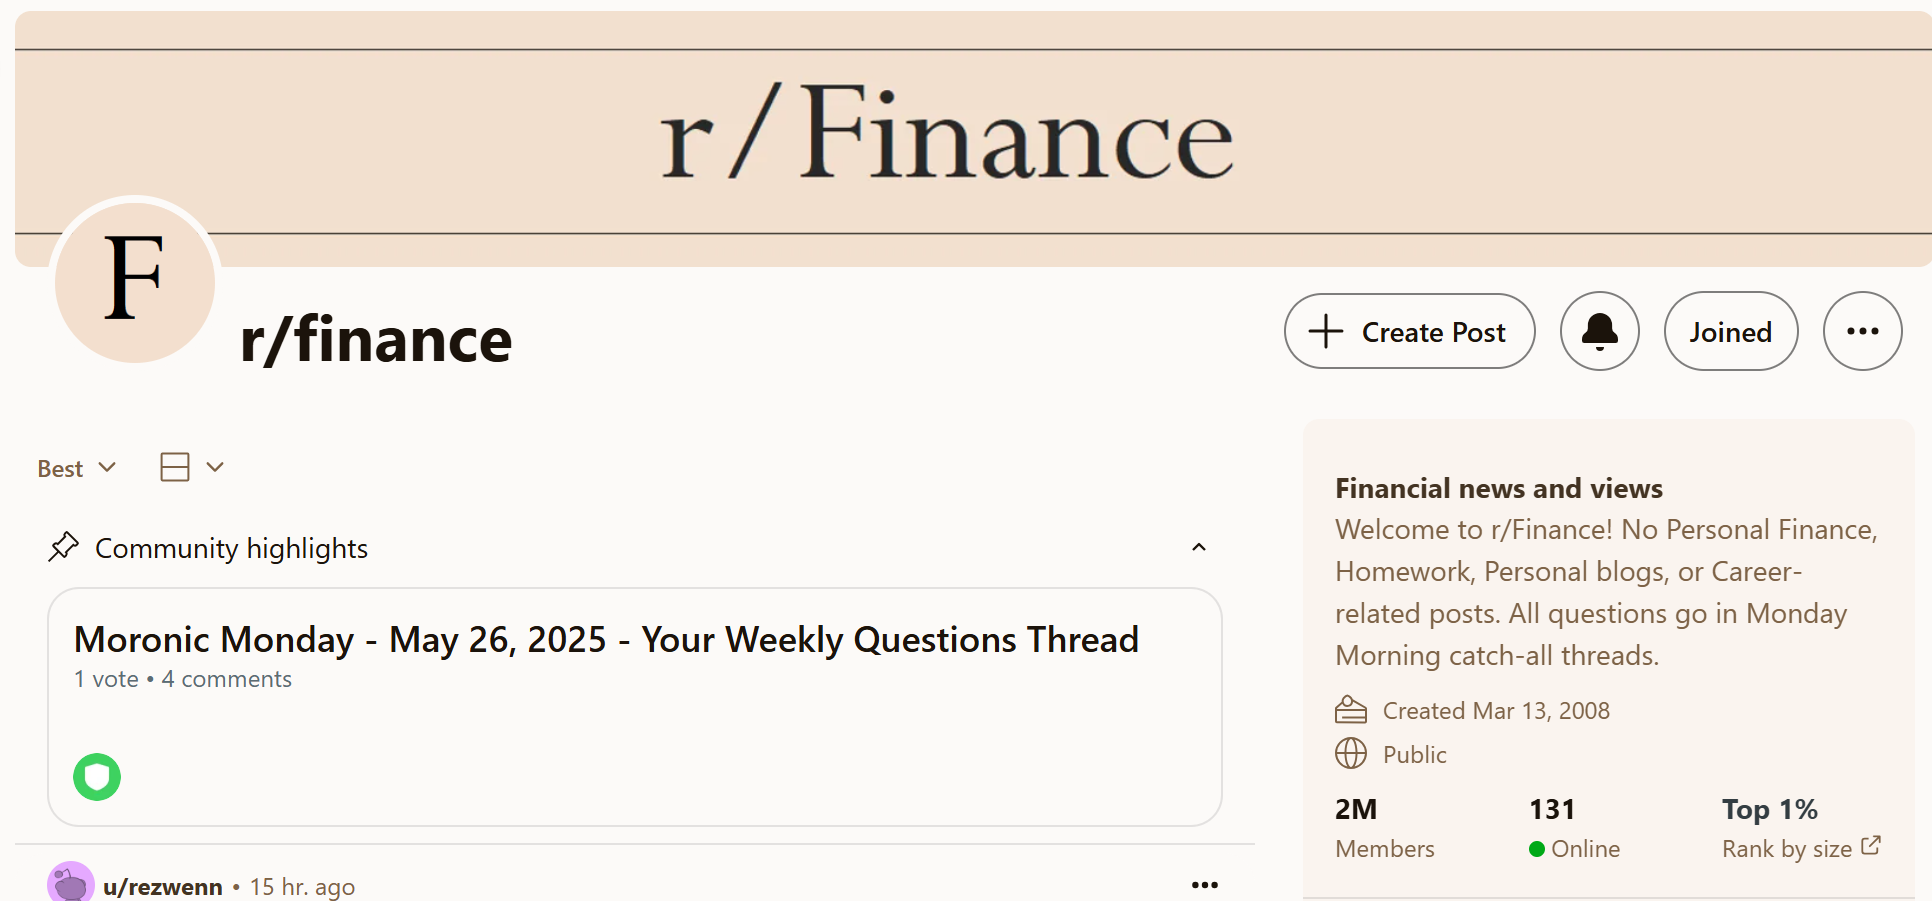 r/Finance
F
r/finance
Create Post
Joined
Best
Community highlights
Moronic Monday - May 26, 2025 - Your Weekly Questions Thread
1 vote • 4 comments
u/rezwenn • 15 hr. ago
Financial news and views
Welcome to r/Finance! No Personal Finance,
Homework, Personal blogs, or Career-
related posts. All questions go in Monday
Morning catch-all threads.
Created Mar 13, 2008
Public
2M 131 Top 1%
Members Online Rank by size